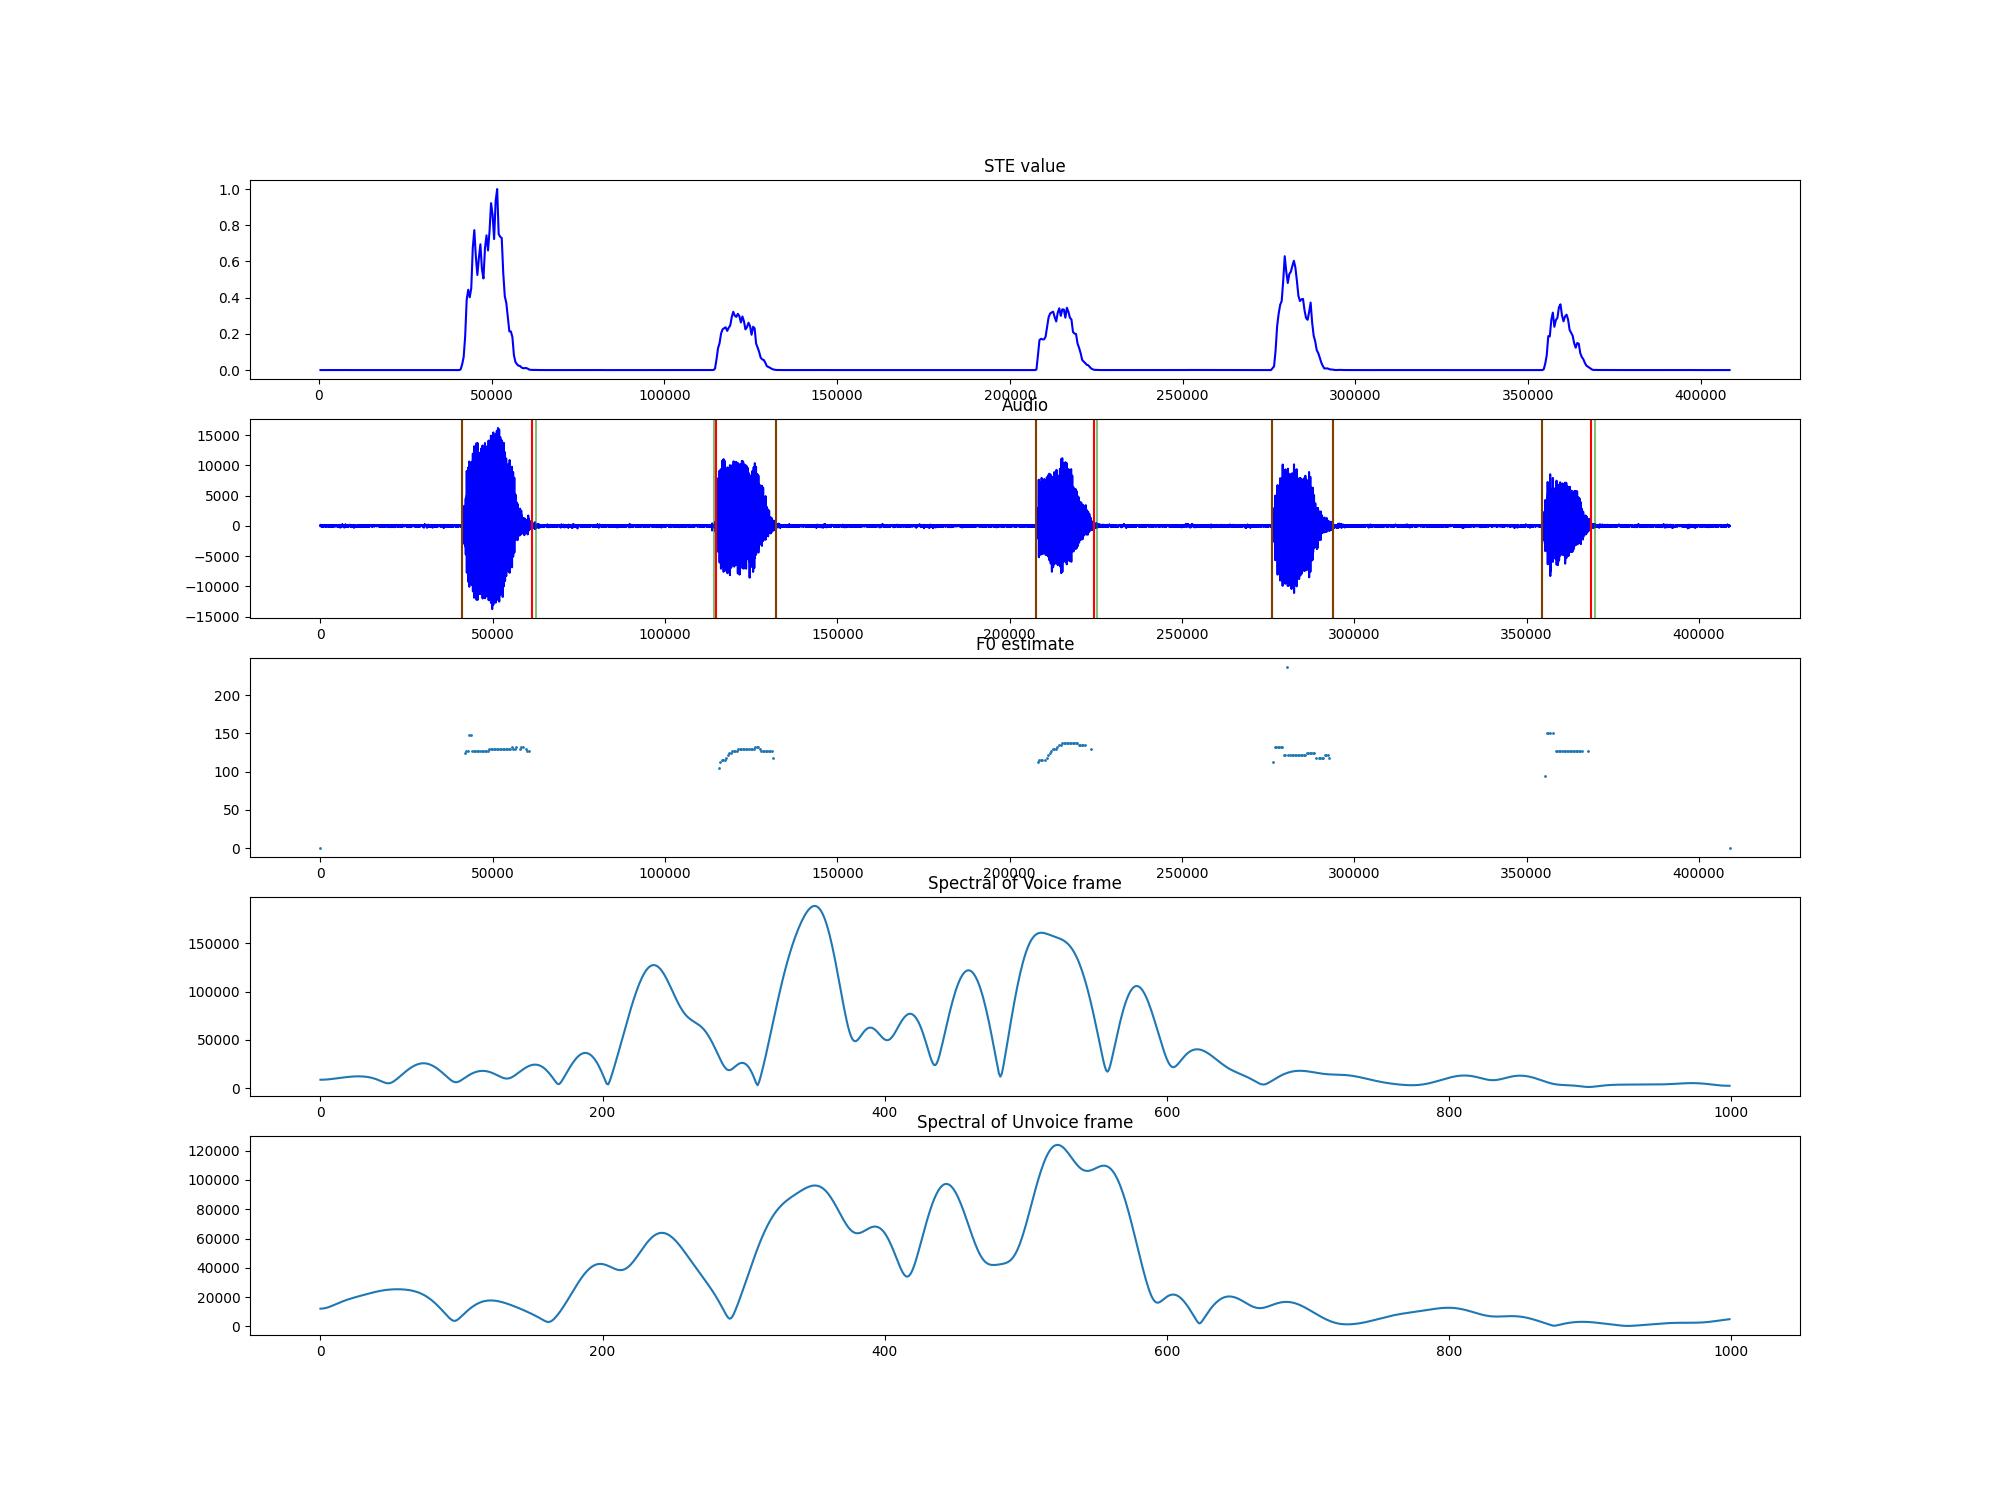 STE value
1.0
0.8
0.6
0.4
0.2
0.0
0 50000 100000 150000 200000 250000 300000 350000 400000
Audio
15000
10000
5000
0
−5000
−10000
−15000
0 50000 100000 150000 200000 250000 300000 350000 400000
F0 estimate
200
150
100
50
0
0 50000 100000 150000 200000 250000 300000 350000 400000
Spectral of Voice frame
150000
100000
50000
0
0 200 400 600 800 1000
Spectral of Unvoice frame
120000
100000
80000
60000
40000
20000
0
0 200 400 600 800 1000